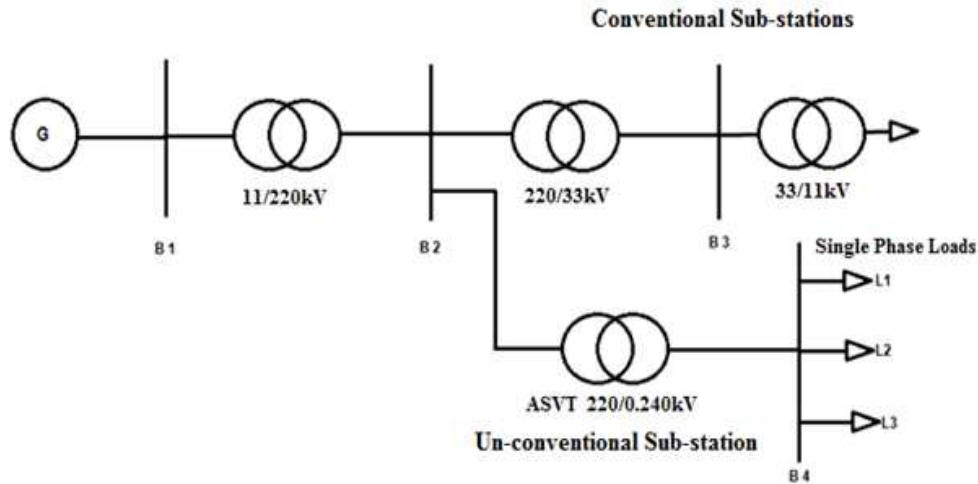 Conventional Sub-stations
G
11/220kV
220/33kV
33/11kV
B 1
B 2
B 3
Single Phase Loads
L1
L2
ASVT 220/0.240kV
L3
Un-conventional Sub-station
B 4